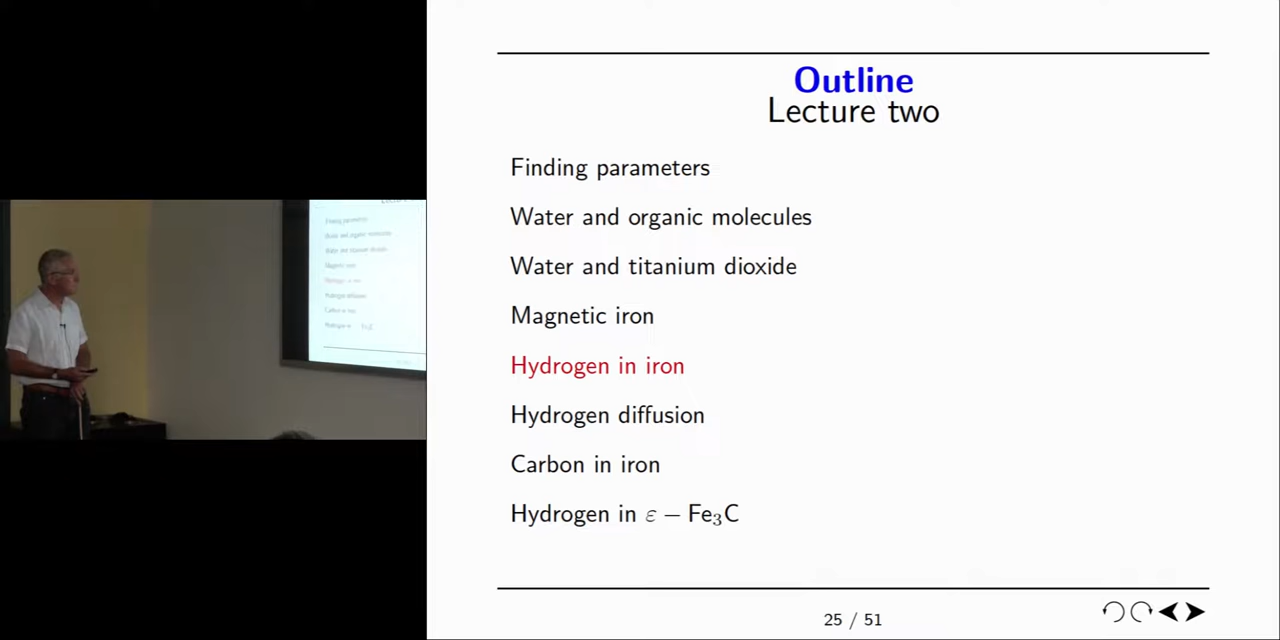 Outline
Lecture two
Finding parameters
Water and organic molecules
Water and titanium dioxide
Magnetic iron
Hydrogen in iron
Hydrogen diffusion
Carbon in iron
Hydrogen in ε − Fe₃C
25 / 51